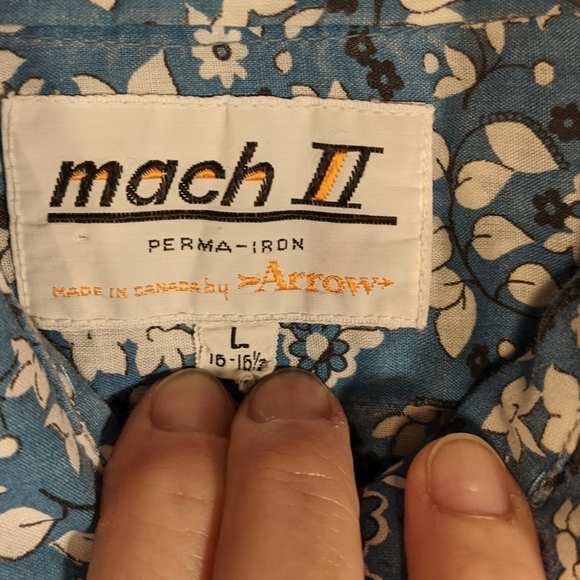 mach II
PERMA-IRON
MADE IN CANADA by Arrow
L
16-16½